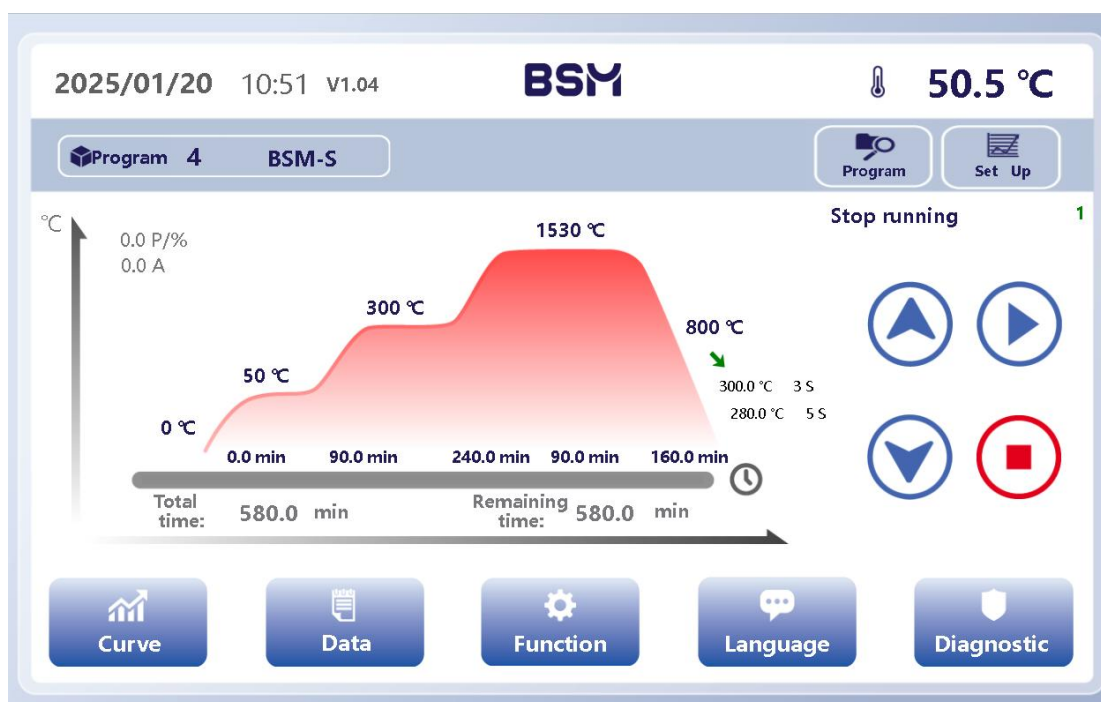 2025/01/20 10:51 V1.04 BSM 50.5 ℃
Program 4 BSM-S
Program
Set Up
℃
0.0 P/%
0.0 A
1530 ℃
Stop running 1
300 ℃
800 ℃
50 ℃
300.0 ℃ 3 S
280.0 ℃ 5 S
0 ℃
0.0 min 90.0 min 240.0 min 90.0 min 160.0 min
Total time: 580.0 min
Remaining time: 580.0 min
Curve
Data
Function
Language
Diagnostic